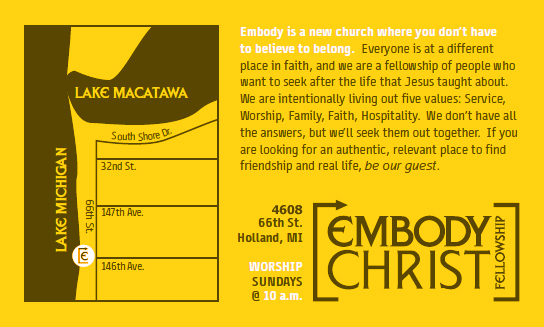 LAKE MACATAWA
South Shore Dr.
32nd St.
LAKE MICHIGAN
66th St.
147th Ave.
E
146th Ave.
Embody is a new church where you don't have
to believe to belong.  Everyone is at a different
place in faith, and we are a fellowship of people who
want to seek after the life that Jesus taught about.
We are intentionally living out five values: Service,
Worship, Family, Faith, Hospitality.  We don't have all
the answers, but we'll seek them out together.  If you
are looking for an authentic, relevant place to find
friendship and real life, be our guest.
4608
66th St.
Holland, MI
WORSHIP
SUNDAYS
@ 10 a.m.
EMBODY
CHRIST
FELLOWSHIP